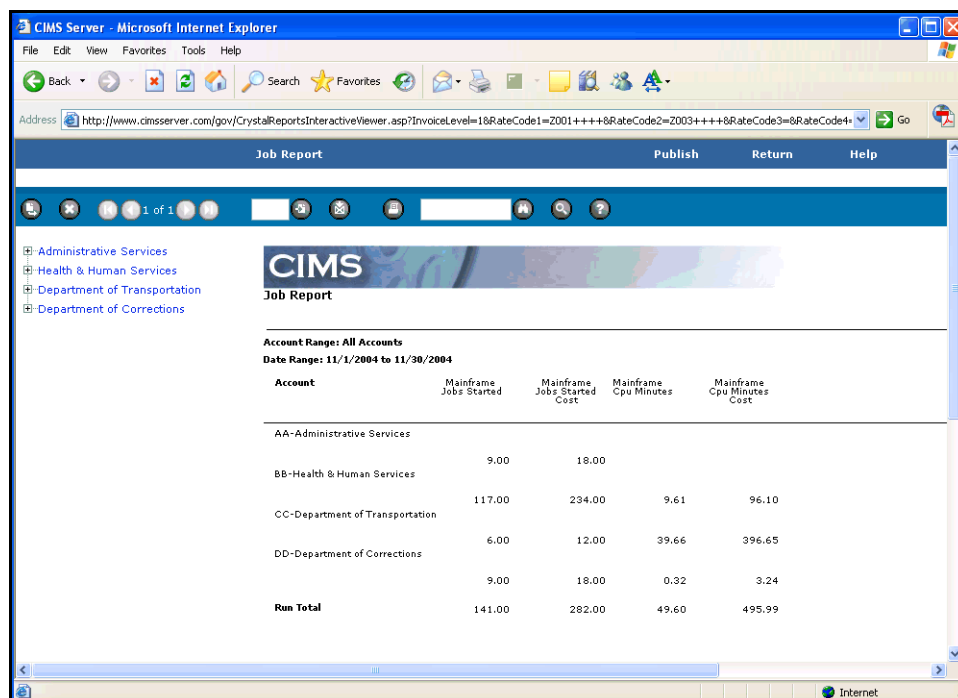 CIMS Server - Microsoft Internet Explorer
File Edit View Favorites Tools Help
Back Search Favorites
Address http://www.cimsserver.com/gov/CrystalReportsInteractiveViewer.asp?InvoiceLevel=1&RateCode1=Z001++++&RateCode2=Z003++++&RateCode3=&RateCode4= Go
Job Report Publish Return Help
1 of 1
Administrative Services
Health & Human Services
Department of Transportation
Department of Corrections
CIMS
Job Report
Account Range: All Accounts
Date Range: 11/1/2004 to 11/30/2004
Account Mainframe Mainframe Mainframe Mainframe
Jobs Started Jobs Started Cpu Minutes Cpu Minutes
Cost Cost
AA-Administrative Services
9.00 18.00
BB-Health & Human Services
117.00 234.00 9.61 96.10
CC-Department of Transportation
6.00 12.00 39.66 396.65
DD-Department of Corrections
9.00 18.00 0.32 3.24
Run Total 141.00 282.00 49.60 495.99
Internet